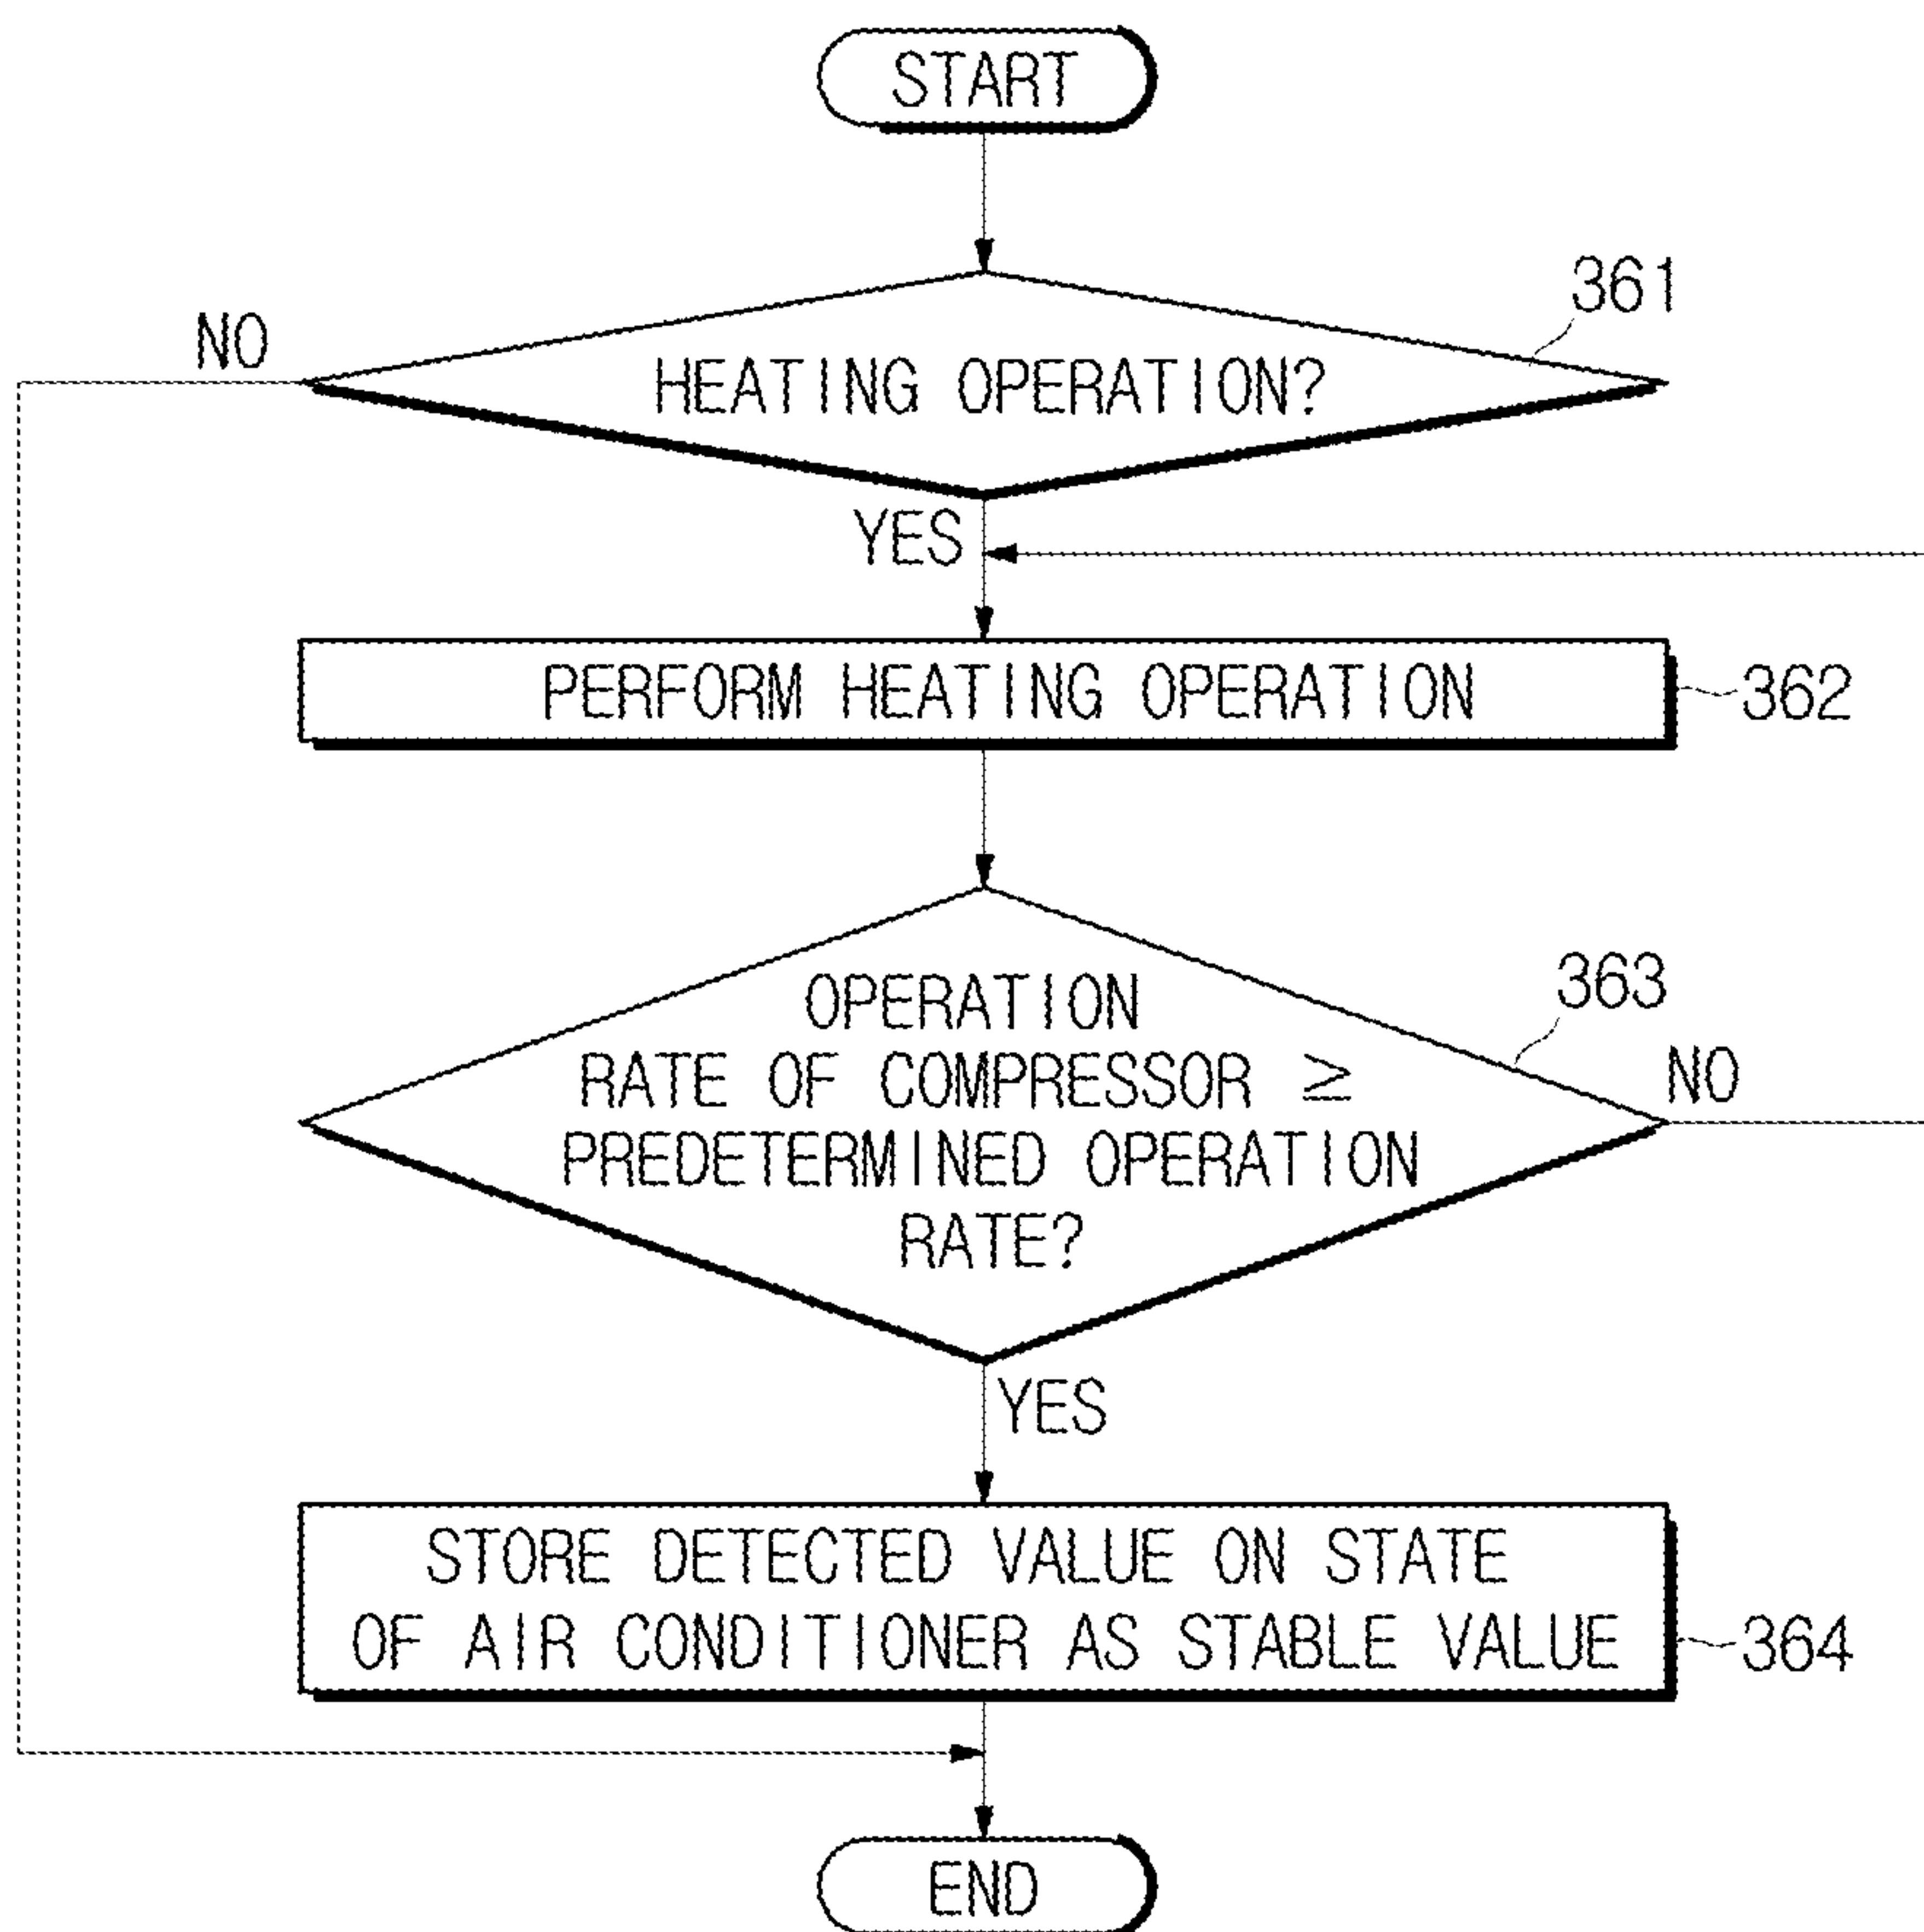 START
361
NO
HEATING OPERATION?
YES
PERFORM HEATING OPERATION
362
363
OPERATION
RATE OF COMPRESSOR ≥
NO
PREDETERMINED OPERATION
RATE?
YES
STORE DETECTED VALUE ON STATE
OF AIR CONDITIONER AS STABLE VALUE
364
END